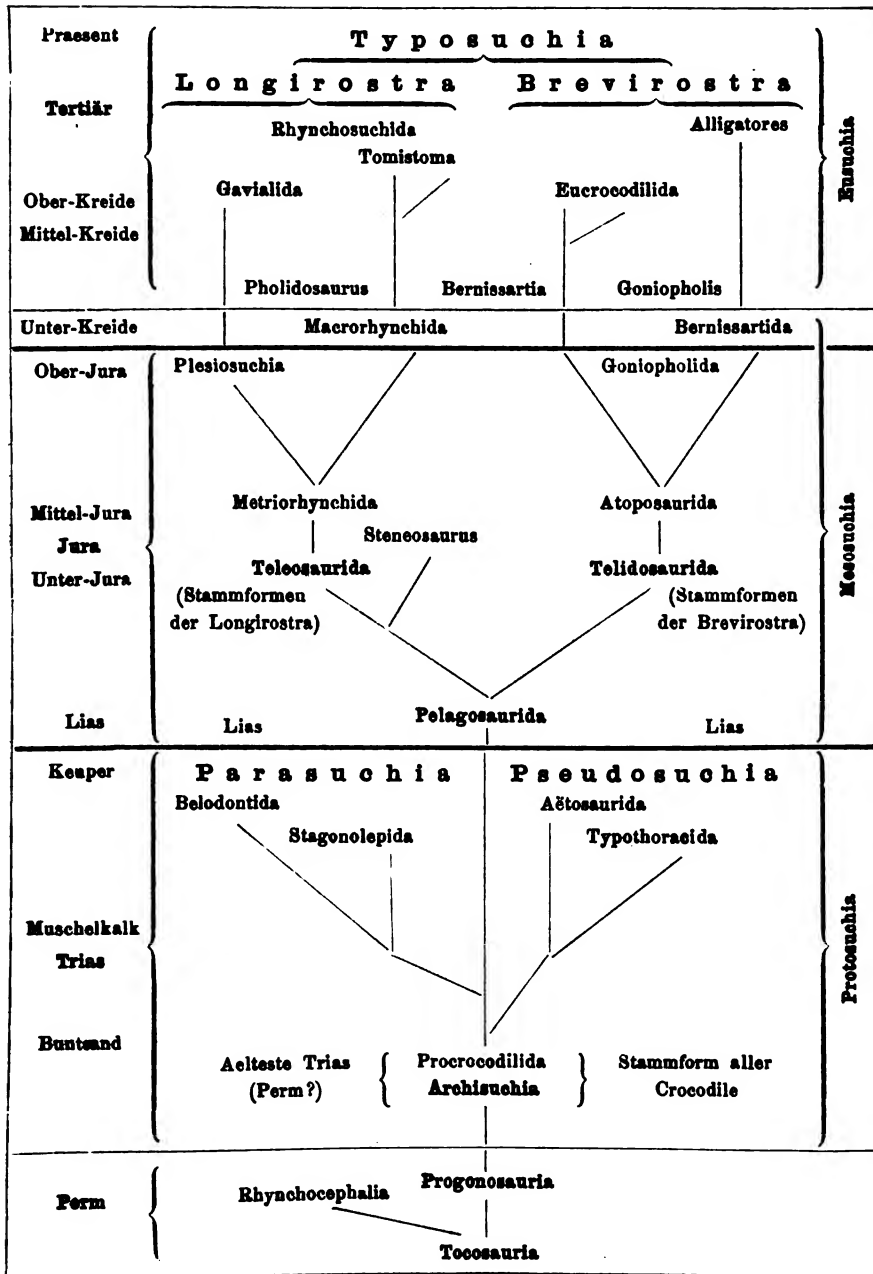 Praesent
Typosuchia
Longirostra Brevirostra
Tertiär
Alligatores
Rhynchosuchida
Tomistoma
Gavialida Eucrocodilida
Ober-Kreide
Mittel-Kreide
Eusuchia
Pholidosaurus Bernissartia Goniopholis
Unter-Kreide Macrorhynchida Bernissartida
Ober-Jura Plesiosuchia Goniopholida
Metriorhynchida Atoposaurida
Mittel-Jura
Steneosaurus
Jura
Teleosaurida Telidosaurida
Unter-Jura
(Stammformen (Stammformen
der Longirostra) der Brevirostra)
Mesosuchia
Pelagosaurida
Lias Lias Lias
Keuper Parasuchia Pseudosuchia
Belodontida Aëtosaurida
Stagonolepida Typothoracida
Muschelkalk
Trias
Protosuchia
Buntsand
Aelteste Trias Procrocodilida Stammform aller
(Perm?) Archisuchia Crocodile
Progonosauria
Rhynchocephalia
Perm
Tocosauria